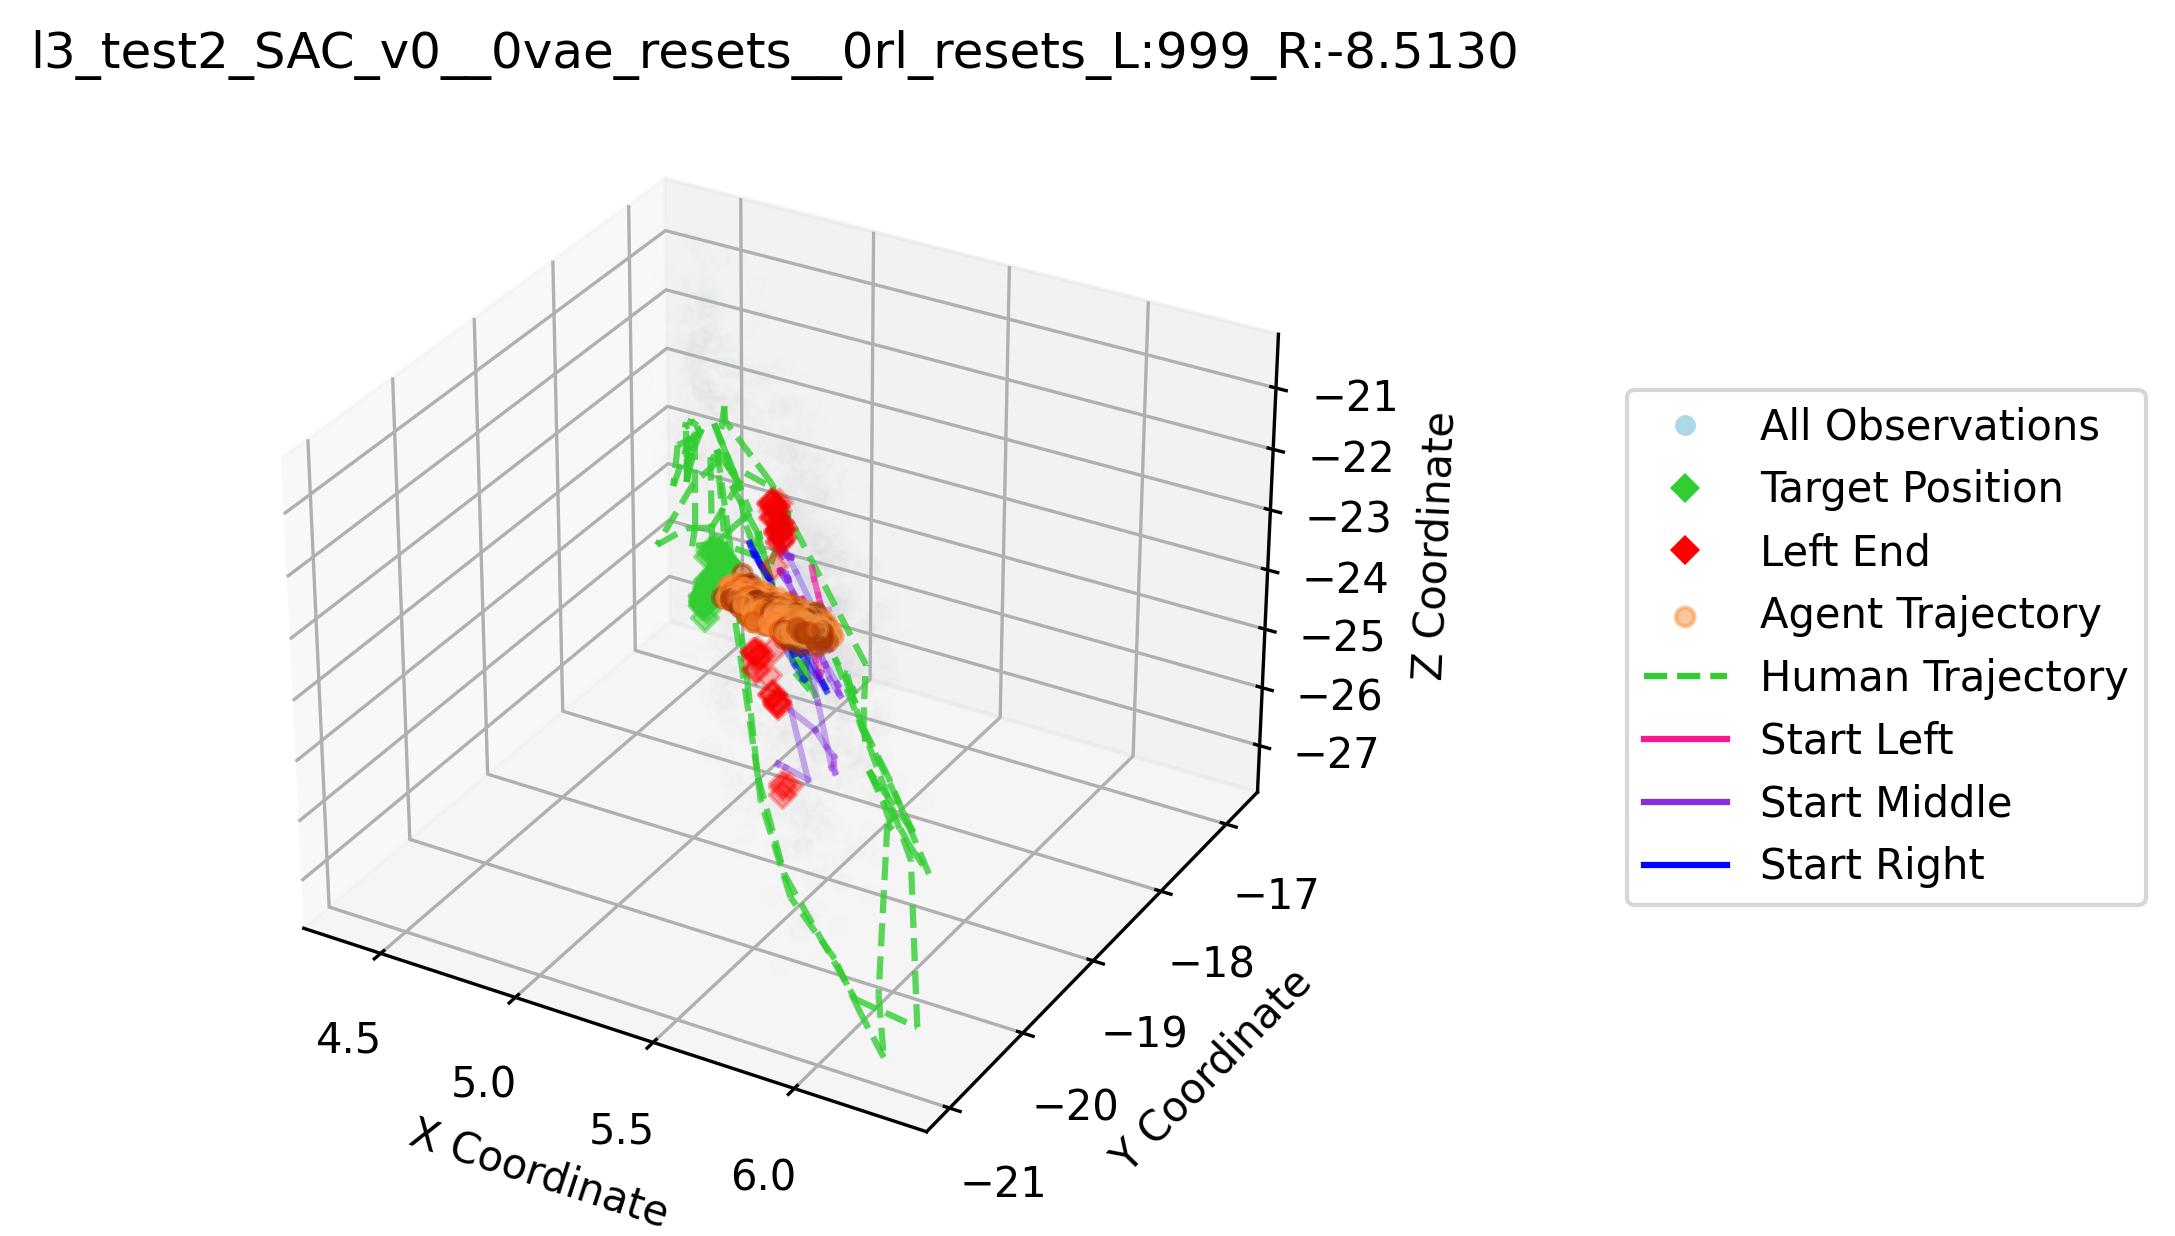 l3_test2_SAC_v0__0vae_resets__0rl_resets_L:999_R:-8.5130
−21
−22
−23
−24
−25
−26
−27
Z Coordinate
−17
−18
−19
−20
−21
Y Coordinate
4.5
5.0
5.5
6.0
X Coordinate
All Observations
Target Position
Left End
Agent Trajectory
Human Trajectory
Start Left
Start Middle
Start Right